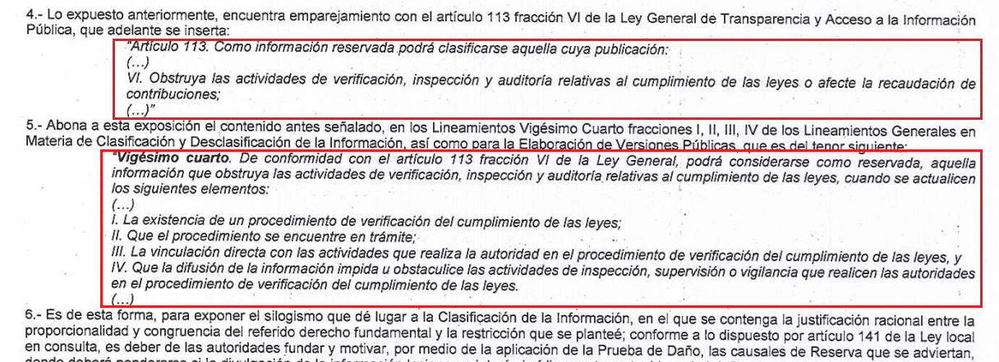 4.- Lo expuesto anteriormente, encuentra emparejamiento con el artículo 113 fracción VI de la Ley General de Transparencia y Acceso a la Información
Pública, que adelante se inserta:
"Artículo 113. Como información reservada podrá clasificarse aquella cuya publicación:
(...)
VI. Obstruya las actividades de verificación, inspección y auditoría relativas al cumplimiento de las leyes o afecte la recaudación de
contribuciones;
(...)"
5.- Abona a esta exposición el contenido antes señalado, en los Lineamientos Vigésimo Cuarto fracciones I, II, III, IV de los Lineamientos Generales en
Materia de Clasificación y Desclasificación de la Información, así como para la Elaboración de Versiones Públicas, que es del tenor siguiente:
"Vigésimo cuarto. De conformidad con el artículo 113 fracción VI de la Ley General, podrá considerarse como reservada, aquella
información que obstruya las actividades de verificación, inspección y auditoría relativas al cumplimiento de las leyes, cuando se actualicen
los siguientes elementos:
(...)
I. La existencia de un procedimiento de verificación del cumplimiento de las leyes;
II. Que el procedimiento se encuentre en trámite;
III. La vinculación directa con las actividades que realiza la autoridad en el procedimiento de verificación del cumplimiento de las leyes, y
IV. Que la difusión de la información impida u obstaculice las actividades de inspección, supervisión o vigilancia que realicen las autoridades
en el procedimiento de verificación del cumplimiento de las leyes.
(...)
6.- Es de esta forma, para exponer el silogismo que dé lugar a la Clasificación de la Información, en el que se contenga la justificación racional entre la
proporcionalidad y congruencia del referido derecho fundamental y la restricción que se planteé; conforme a lo dispuesto por artículo 141 de la Ley local
en consulta, es deber de las autoridades fundar y motivar, por medio de la aplicación de la Prueba de Daño, las causales de Reserva que se adviertan,